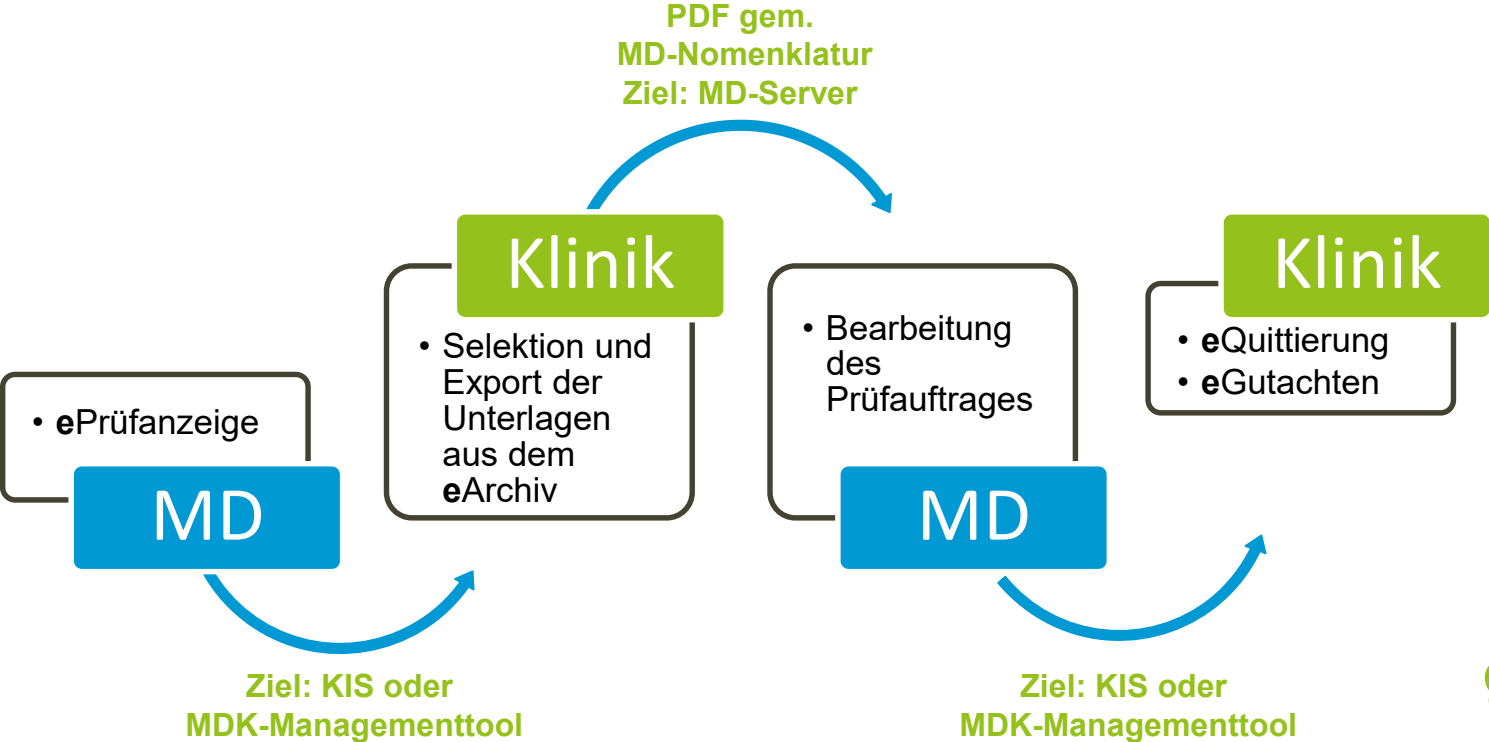 PDF gem.
MD-Nomenklatur
Ziel: MD-Server
• ePrüfanzeige
MD
Ziel: KIS oder
MDK-Managementtool
Klinik
• Selektion und
Export der
Unterlagen
aus dem
eArchiv
• Bearbeitung
des
Prüfauftrages
MD
Ziel: KIS oder
MDK-Managementtool
Klinik
• eQuittierung
• eGutachten